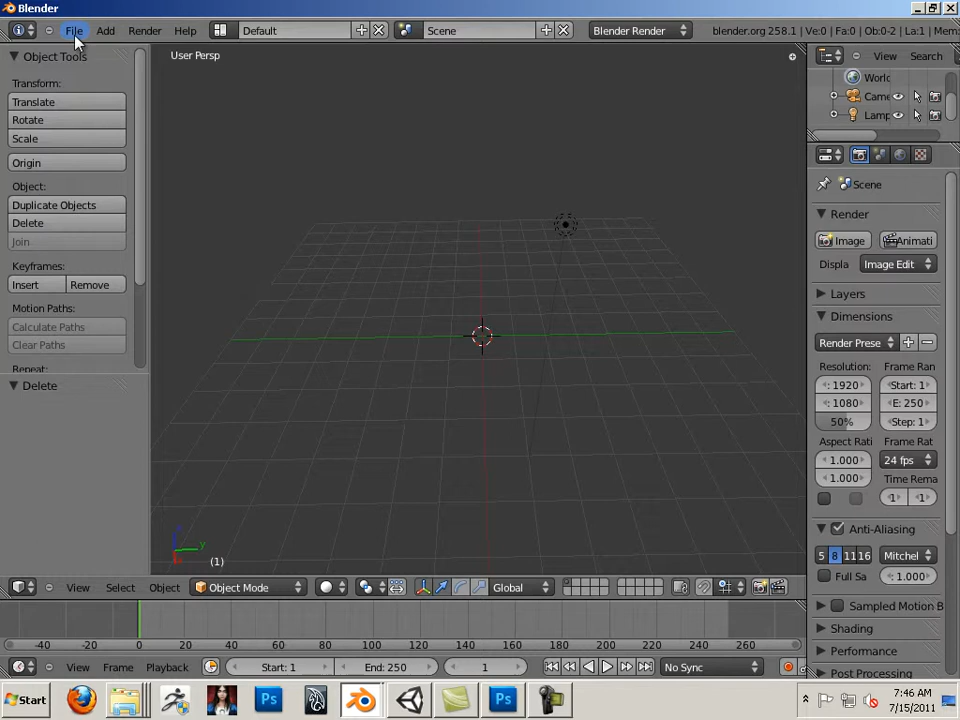 Blender
File Add Render Help Default Scene Blender Render blender.org 258.1 | Ve:0 | Fa:0 | Ob:0-2 | La:1 | Mem:
Object Tools
Transform:
Translate
Rotate
Scale
Origin
Object:
Duplicate Objects
Delete
Join
Keyframes:
Insert Remove
Motion Paths:
Calculate Paths
Clear Paths
Repeat:
Delete
User Persp
(1)
View Select Object Object Mode Global
-40 -20 0 20 40 60 80 100 120 140 160 180 200 220 240 260
View Frame Playback Start: 1 End: 250 1 No Sync
View Search
World
Came
Lamp
Scene
Render
Image Animati
Displa Image Edit
Layers
Dimensions
Render Prese
Resolution: Frame Ran
: 1920 Start: 1
: 1080 E: 250
50% Step: 1
Aspect Rati Frame Rat
1.000 24 fps
1.000 Time Rema
1 1
Anti-Aliasing
5 8 11 16 Mitchel
Full Sa : 1.000
Sampled Motion B
Shading
Performance
Post Processing
Start Ps Ps 7:46 AM
7/15/2011